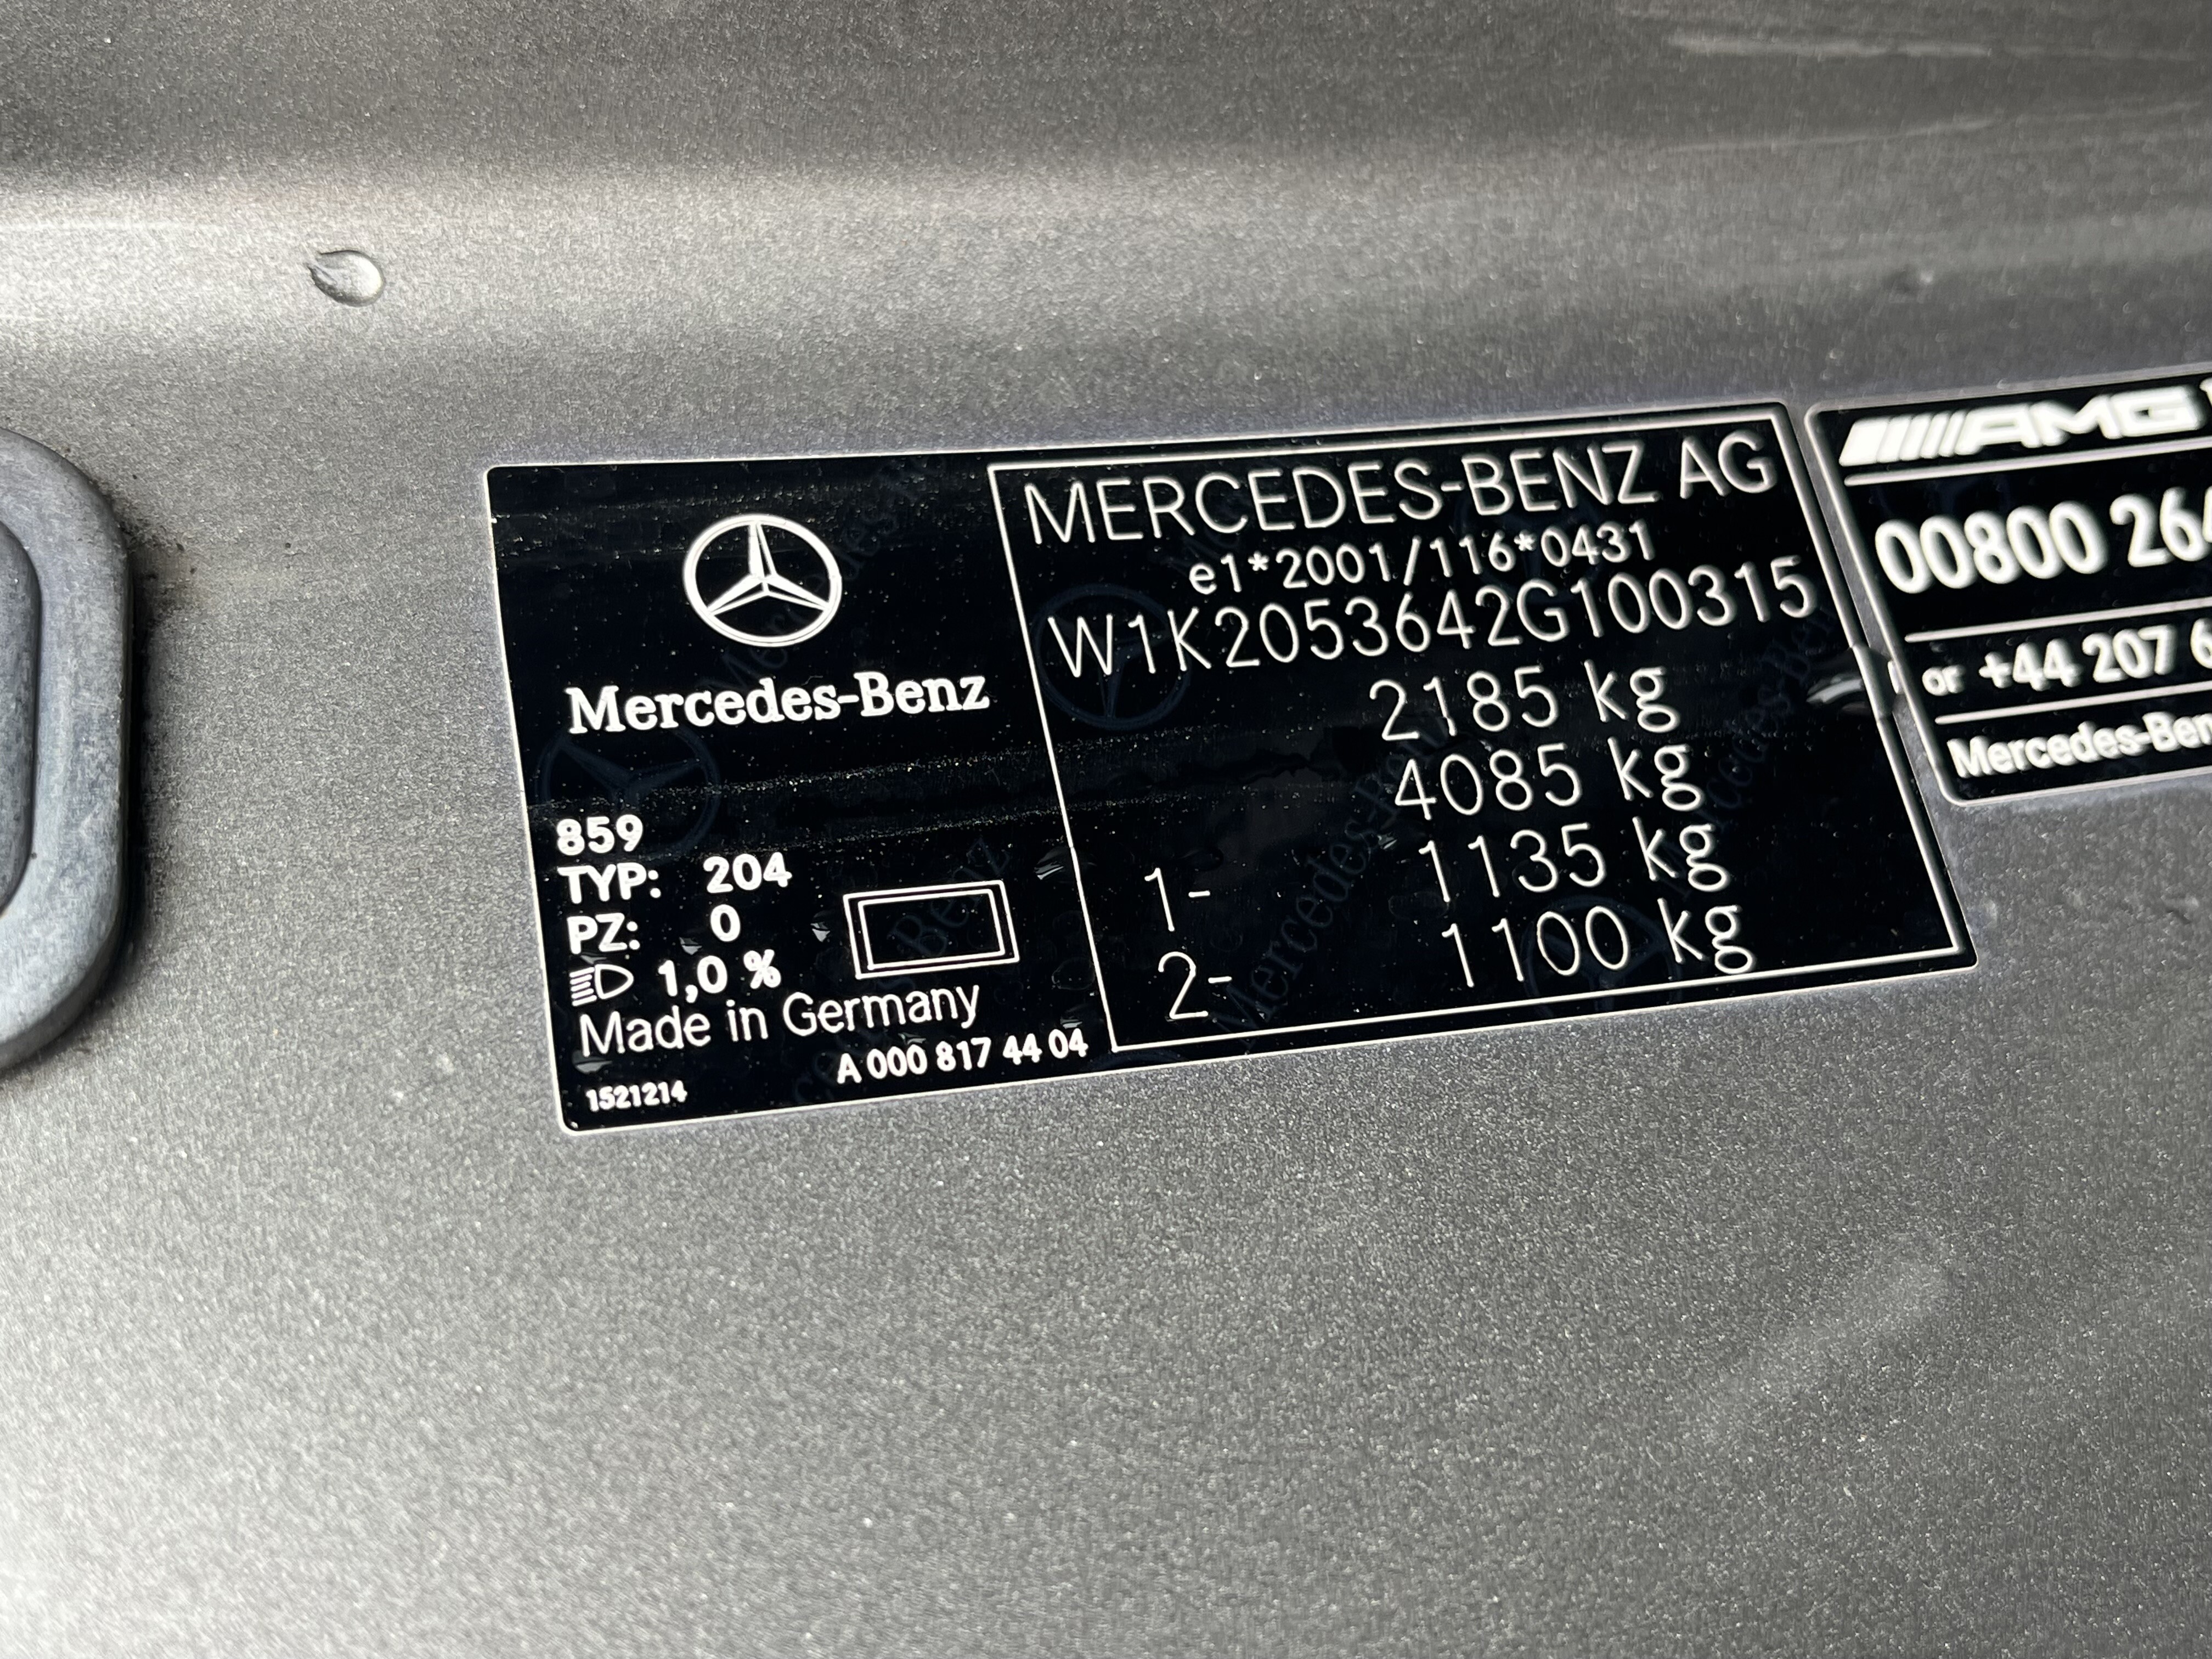 Mercedes-Benz
859
TYP: 204
PZ: 0
1,0 %
Made in Germany
A 000 817 44 04
1521214
MERCEDES-BENZ AG
e1*2001/116*0431
W1K2053642G100315
2185 kg
4085 kg
1- 1135 kg
2- 1100 kg
AMG
00800 26
or +44 207 6
Mercedes-Ben